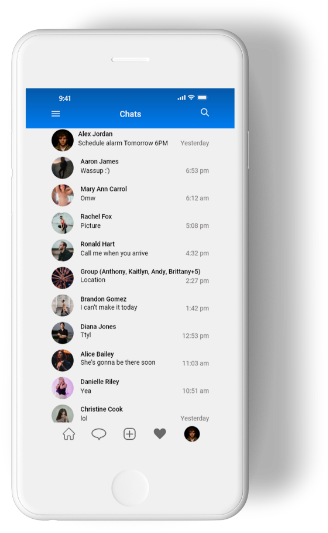 9:41
Chats
Alex Jordan
Schedule alarm Tomorrow 6PM Yesterday
Aaron James
Wassup :') 6:53 pm
Mary Ann Carrol
Omw 6:12 am
Rachel Fox
Picture 5:08 pm
Ronald Hart
Call me when you arrive 4:32 pm
Group (Anthony, Kaitlyn, Andy, Brittany+5)
Location 2:27 pm
Brandon Gomez
I can't make it today 1:42 pm
Diana Jones
Ttyl 12:53 pm
Alice Bailey
She's gonna be there soon 11:03 am
Danielle Riley
Yea 10:51 am
Christine Cook
lol Yesterday